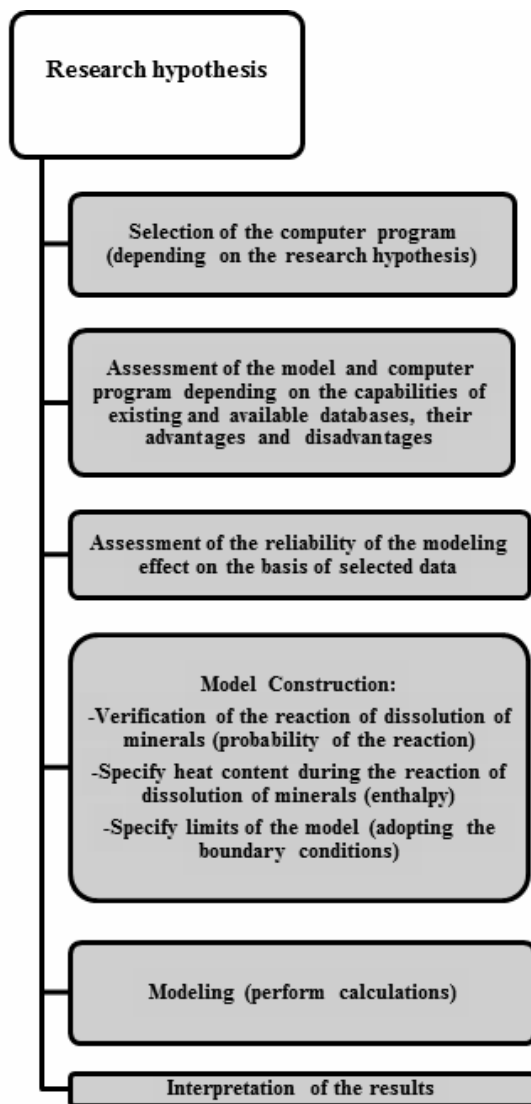 Research hypothesis
Selection of the computer program
(depending on the research hypothesis)
Assessment of the model and computer
program depending on the capabilities of
existing and available databases, their
advantages and disadvantages
Assessment of the reliability of the modeling
effect on the basis of selected data
Model Construction:
-Verification of the reaction of dissolution of
minerals (probability of the reaction)
-Specify heat content during the reaction of
dissolution of minerals (enthalpy)
-Specify limits of the model (adopting the
boundary conditions)
Modeling (perform calculations)
Interpretation of the results